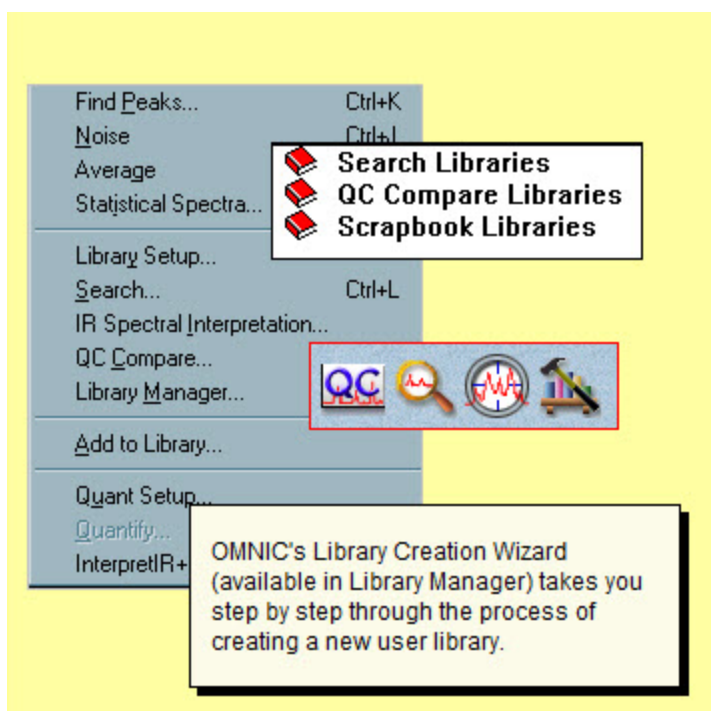 Find Peaks... Ctrl+K
Noise Ctrl+J
Average
Statistical Spectra...
Search Libraries
QC Compare Libraries
Scrapbook Libraries
Library Setup...
Search... Ctrl+L
IR Spectral Interpretation...
QC Compare...
Library Manager...
QC
Add to Library...
Quant Setup...
Quantify...
InterpretIR+
OMNIC's Library Creation Wizard
(available in Library Manager) takes you
step by step through the process of
creating a new user library.